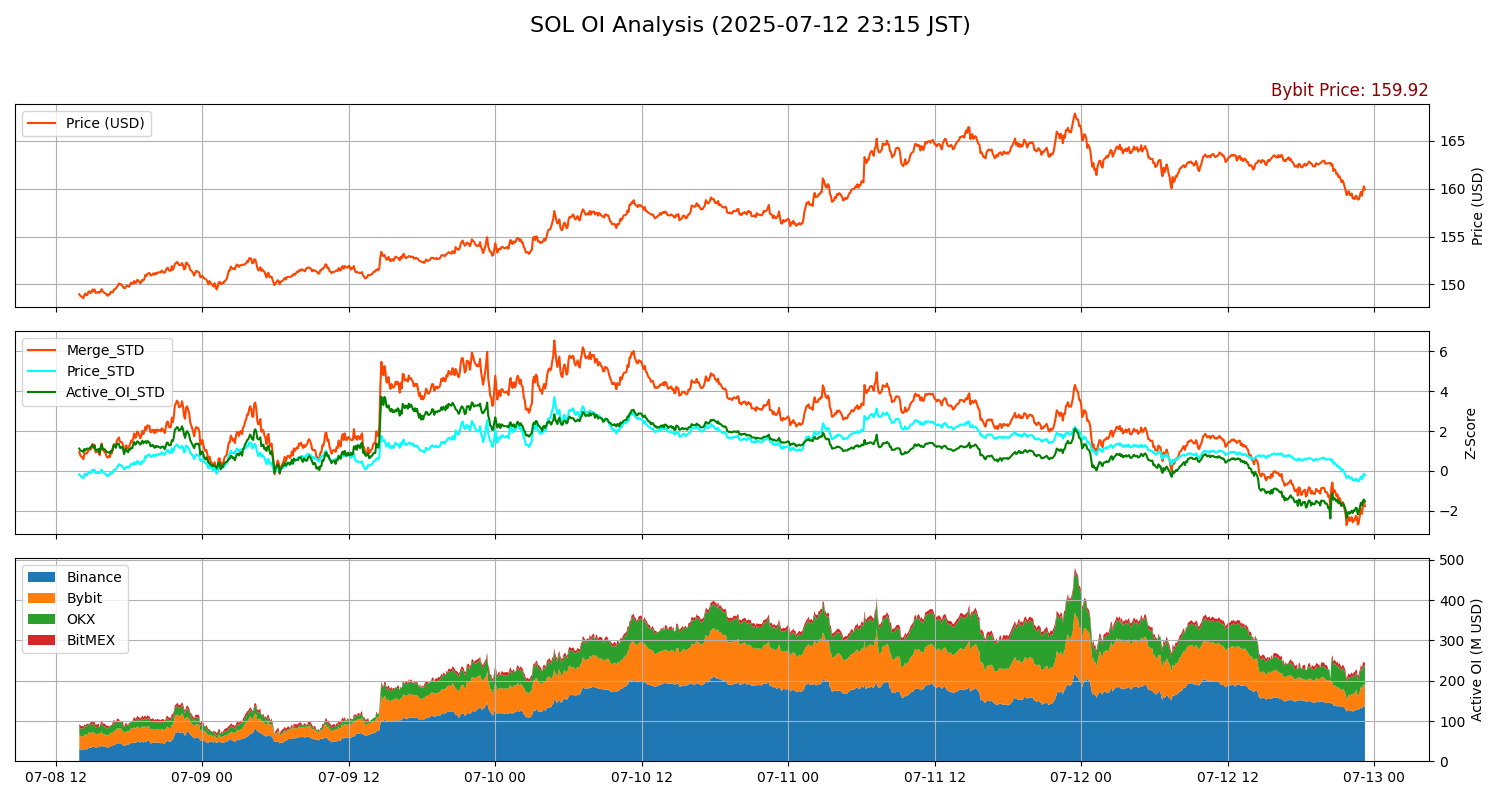 SOL OI Analysis (2025-07-12 23:15 JST)
Bybit Price: 159.92
Price (USD)
165
160
155
150
Price (USD)
Merge_STD
Price_STD
Active_OI_STD
6
4
2
0
−2
Z-Score
Binance
Bybit
OKX
BitMEX
500
400
300
200
100
0
Active OI (M USD)
07-08 12
07-09 00
07-09 12
07-10 00
07-10 12
07-11 00
07-11 12
07-12 00
07-12 12
07-13 00